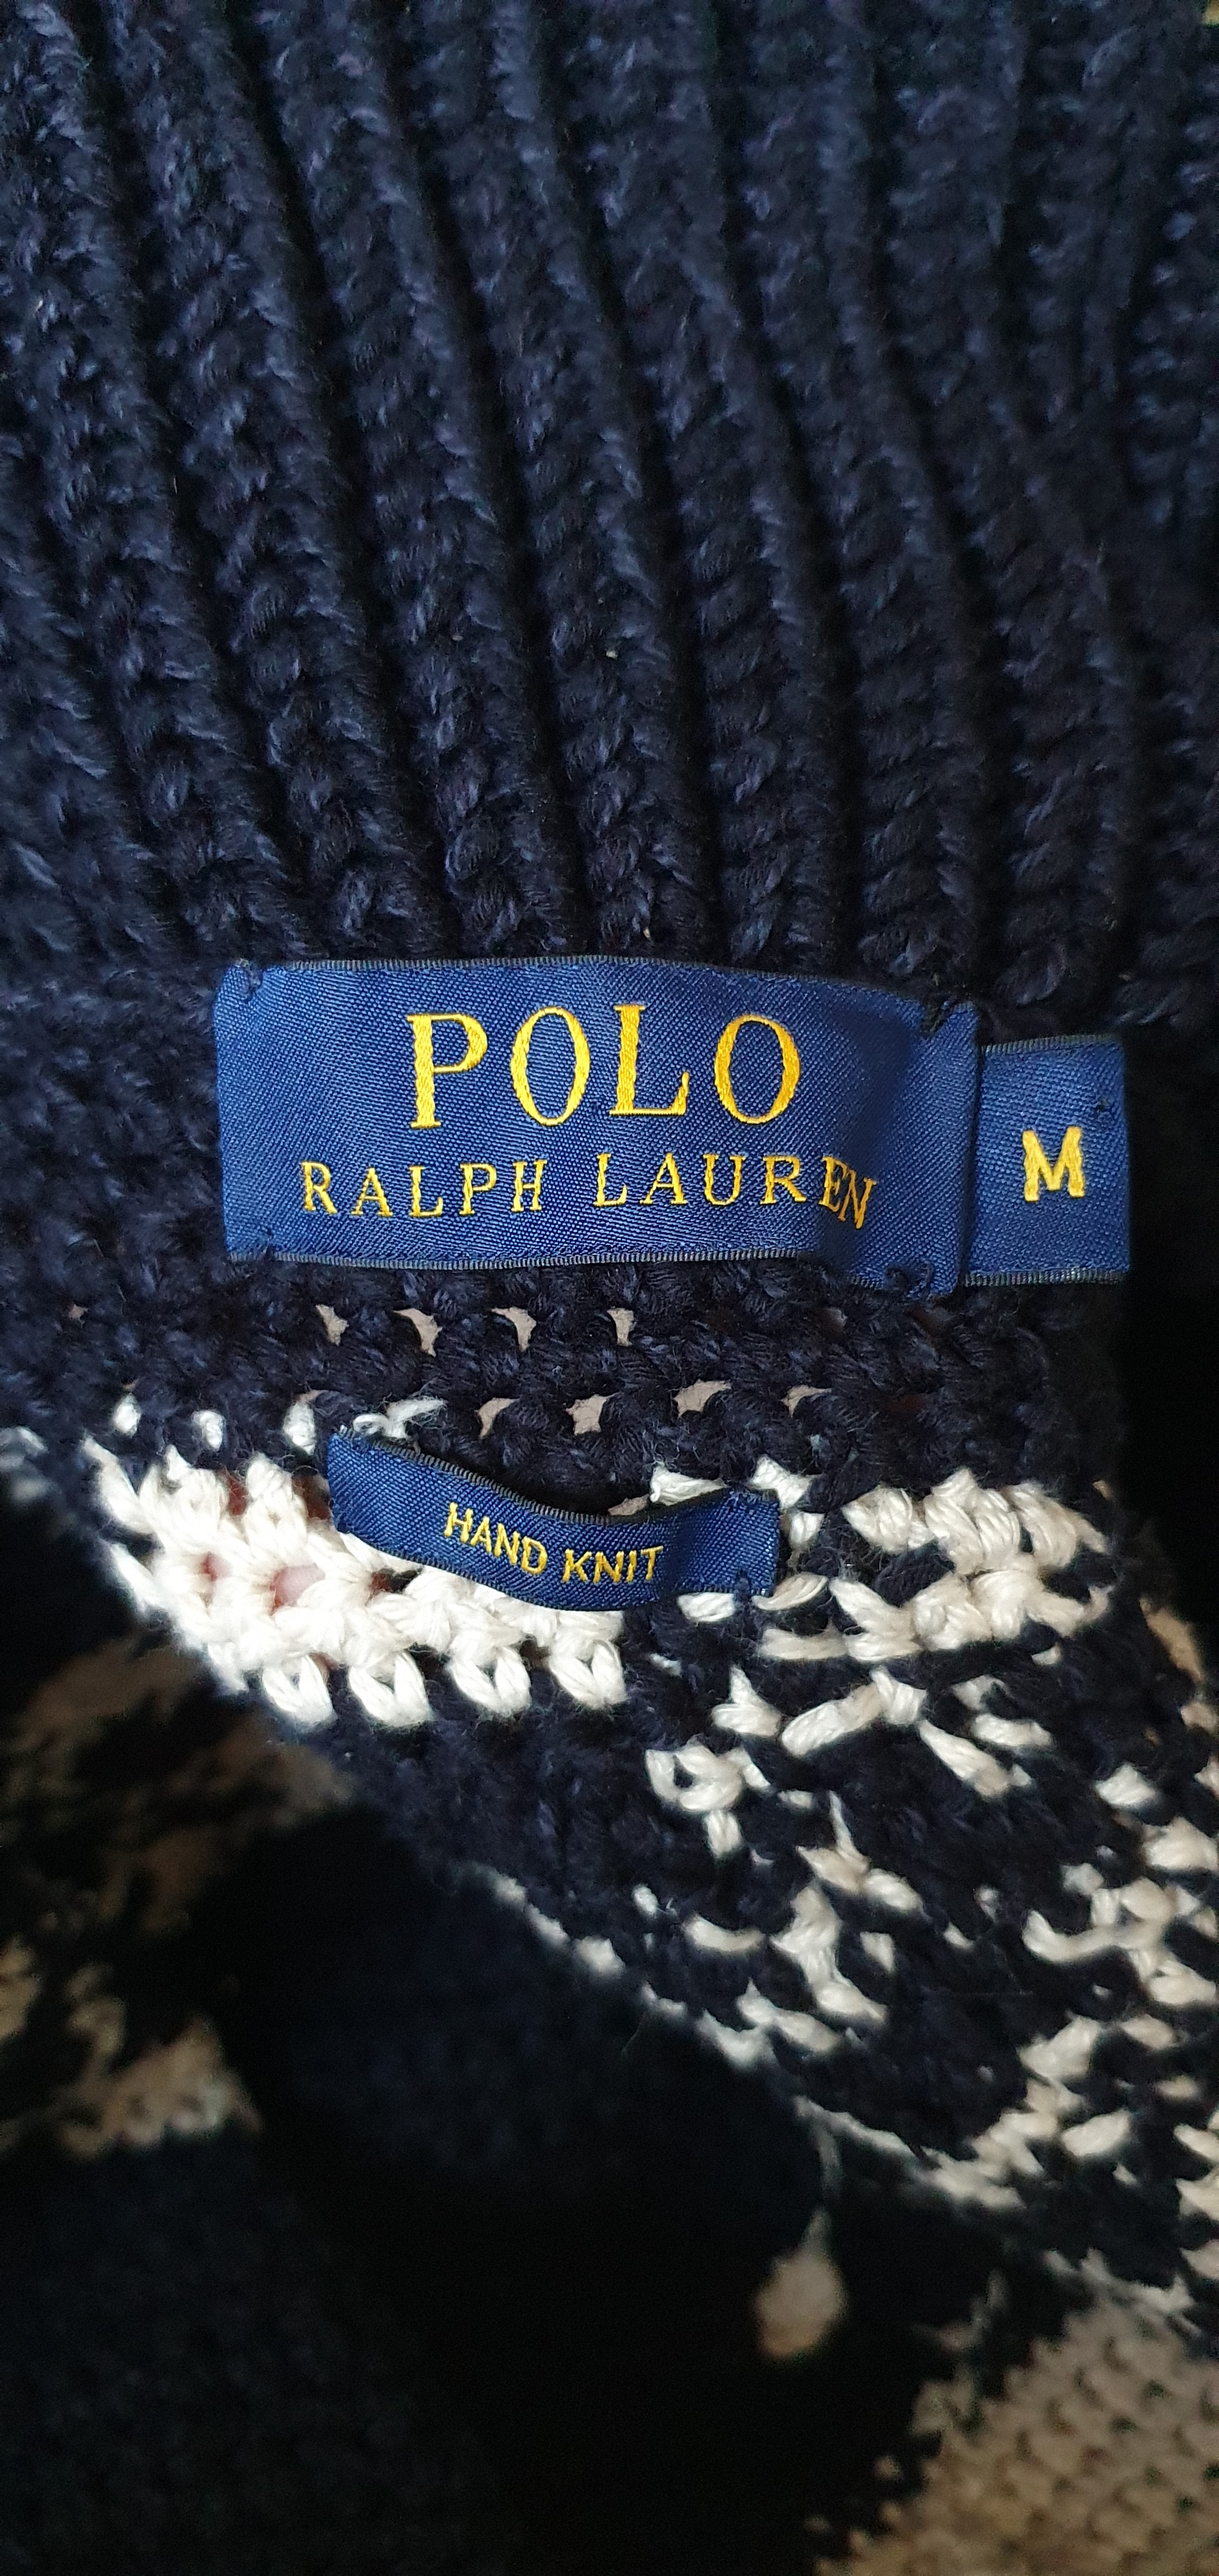 POLO
RALPH LAUREN
M
HAND KNIT